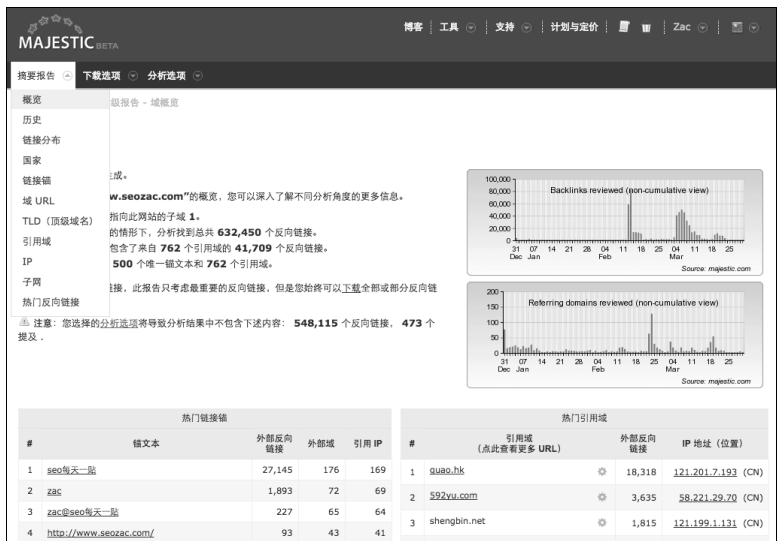 MAJESTIC BETA
博客 工具 支持 计划与定价 Zac
摘要报告 下载选项 分析选项
概览
级报告 - 域概览
历史
链接分布
国家
链接锚
生成。
域 URL
w.seozac.com"的概览，您可以深入了解不同分析角度的更多信息。
TLD（顶级域名）
指向此网站的子域 1。
的情形下，分析找到总共 632,450 个反向链接。
引用域
包含了来自 762 个引用域的 41,709 个反向链接。
IP
500 个唯一锚文本和 762 个引用域。
子网
链接，此报告只考虑最重要的反向链接，但是您始终可以下载全部或部分反向链
热门反向链接
注意：您选择的分析选项将导致分析结果中不包含下述内容： 548,115 个反向链接， 473 个
提及．
Backlinks reviewed (non-cumulative view)
100,000
80,000
60,000
40,000
20,000
0
31 07 14 21 28 04 11 18 25 04 11 18 25
Dec Jan Feb Mar
Source: majestic.com
Referring domains reviewed (non-cumulative view)
200
150
100
50
0
31 07 14 21 28 04 11 18 25 04 11 18 25
Dec Jan Feb Mar
Source: majestic.com
热门链接锚
# 锚文本 外部反向链接 外部域 引用 IP
1 seo每天一贴 27,145 176 169
2 zac 1,893 72 69
3 zac@seo每天一贴 227 65 64
4 http://www.seozac.com/ 93 43 41
热门引用域
# 引用域 （点此查看更多 URL） 外部反向链接 IP 地址（位置）
1 guao.hk 18,318 121.201.7.193 (CN)
2 592yu.com 3,635 58.221.29.70 (CN)
3 shengbin.net 1,815 121.199.1.131 (CN)